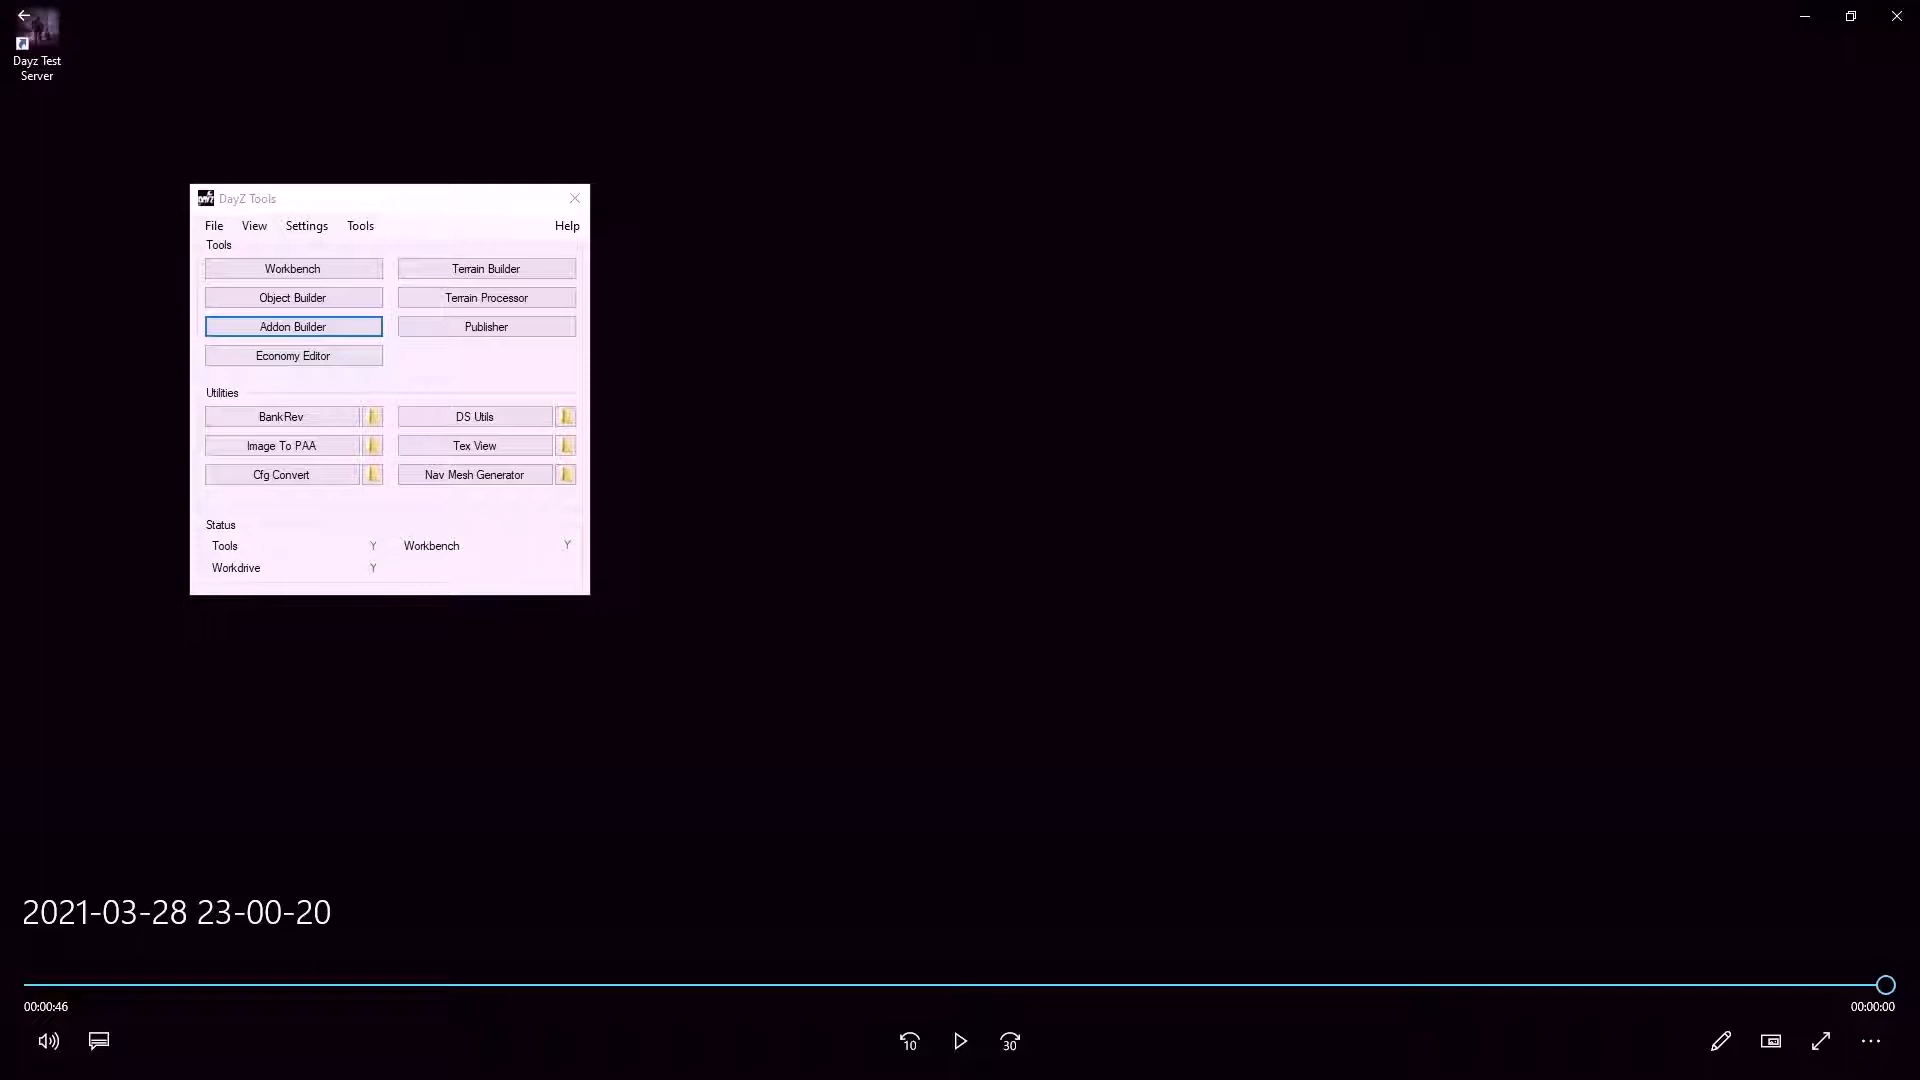 Dayz Test
Server
DayZ Tools
File View Settings Tools Help
Tools
Workbench Terrain Builder
Object Builder Terrain Processor
Addon Builder Publisher
Economy Editor
Utilities
BankRev DS Utils
Image To PAA Tex View
Cfg Convert Nav Mesh Generator
Status
Tools Y Workbench Y
Workdrive Y
2021-03-28 23-00-20
00:00:46 00:00:00
10 30